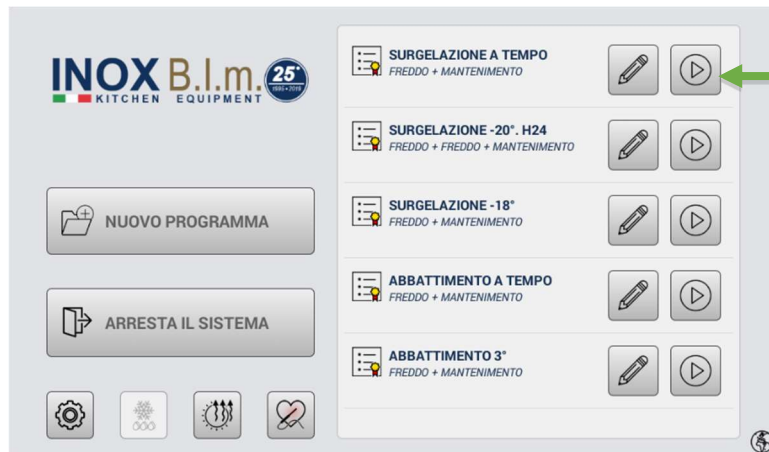 INOX B.I.m. 25°
1995-2019
KITCHEN EQUIPMENT
NUOVO PROGRAMMA
ARRESTA IL SISTEMA
SURGELAZIONE A TEMPO
FREDDO + MANTENIMENTO
SURGELAZIONE -20°. H24
FREDDO + FREDDO + MANTENIMENTO
SURGELAZIONE -18°
FREDDO + MANTENIMENTO
ABBATTIMENTO A TEMPO
FREDDO + MANTENIMENTO
ABBATTIMENTO 3°
FREDDO + MANTENIMENTO